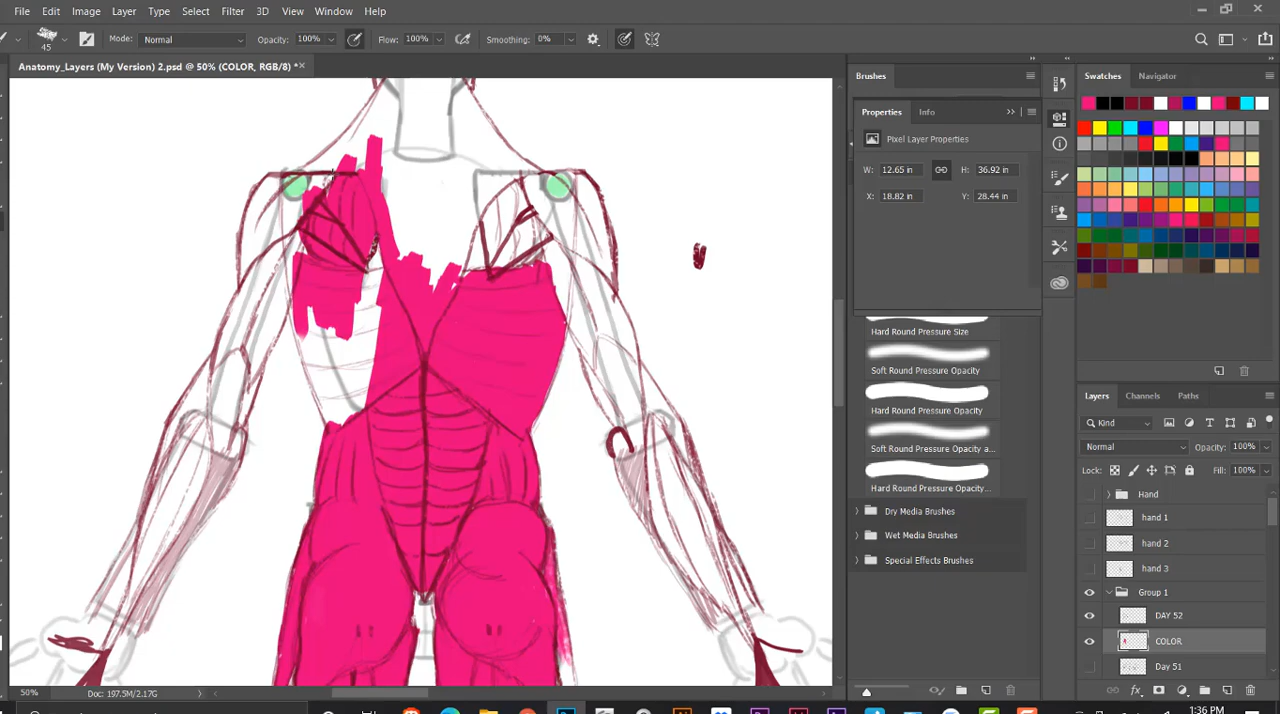 File Edit Image Layer Type Select Filter 3D View Window Help
45 Mode: Normal Opacity: 100% Flow: 100% Smoothing: 0%
Anatomy_Layers (My Version) 2.psd @ 50% (COLOR, RGB/8) *
Brushes
Properties Info
Pixel Layer Properties
W: 12.65 in H: 36.92 in
X: 18.82 in Y: 28.44 in
Hard Round Pressure Size
Soft Round Pressure Opacity
Hard Round Pressure Opacity
Soft Round Pressure Opacity a...
Hard Round Pressure Opacity...
Dry Media Brushes
Wet Media Brushes
Special Effects Brushes
Swatches Navigator
Layers Channels Paths
Kind
Normal Opacity: 100%
Lock: Fill: 100%
Hand
hand 1
hand 2
hand 3
Group 1
DAY 52
COLOR
Day 51
50% Doc: 197.5M/2.17G
1:36 PM